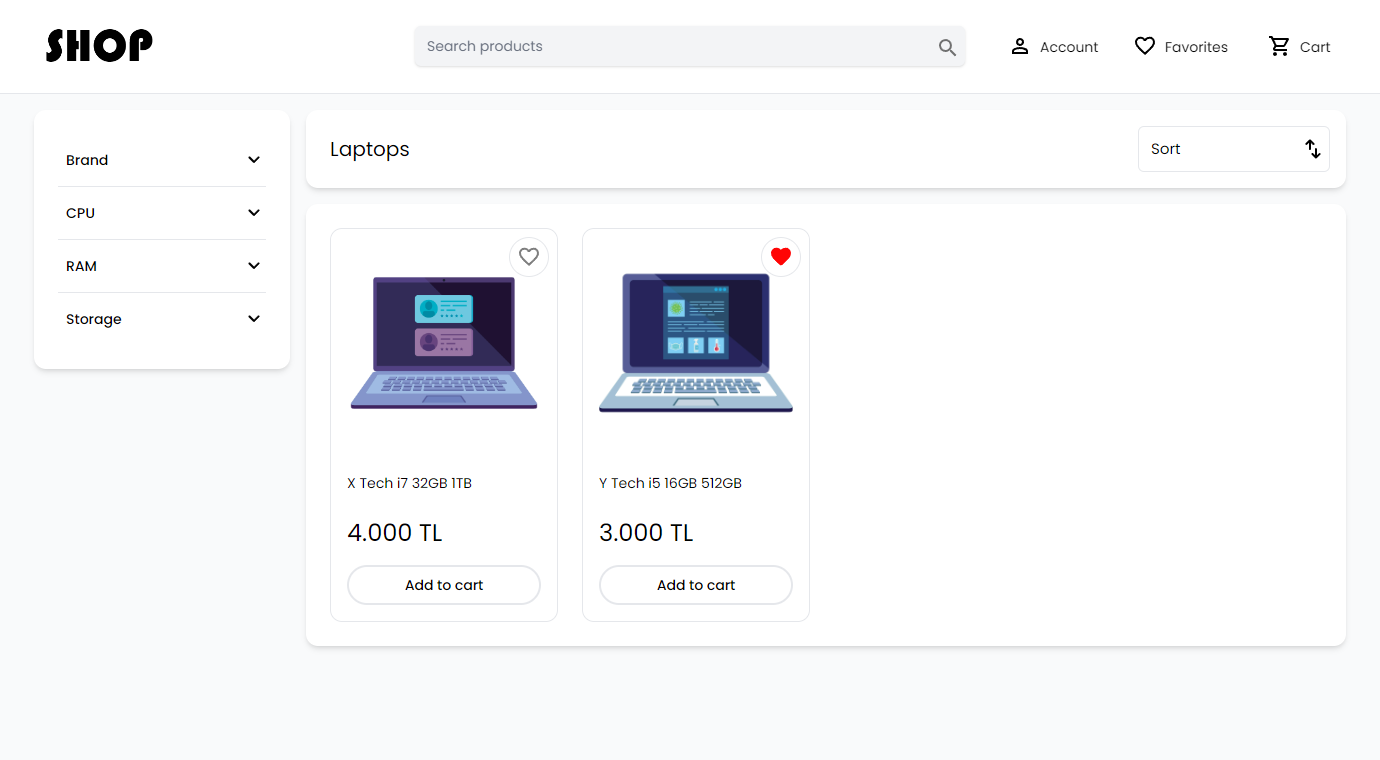 SHOP
Search products
Account
Favorites
Cart
Brand
CPU
RAM
Storage
Laptops
Sort
X Tech i7 32GB 1TB
4.000 TL
Add to cart
Y Tech i5 16GB 512GB
3.000 TL
Add to cart